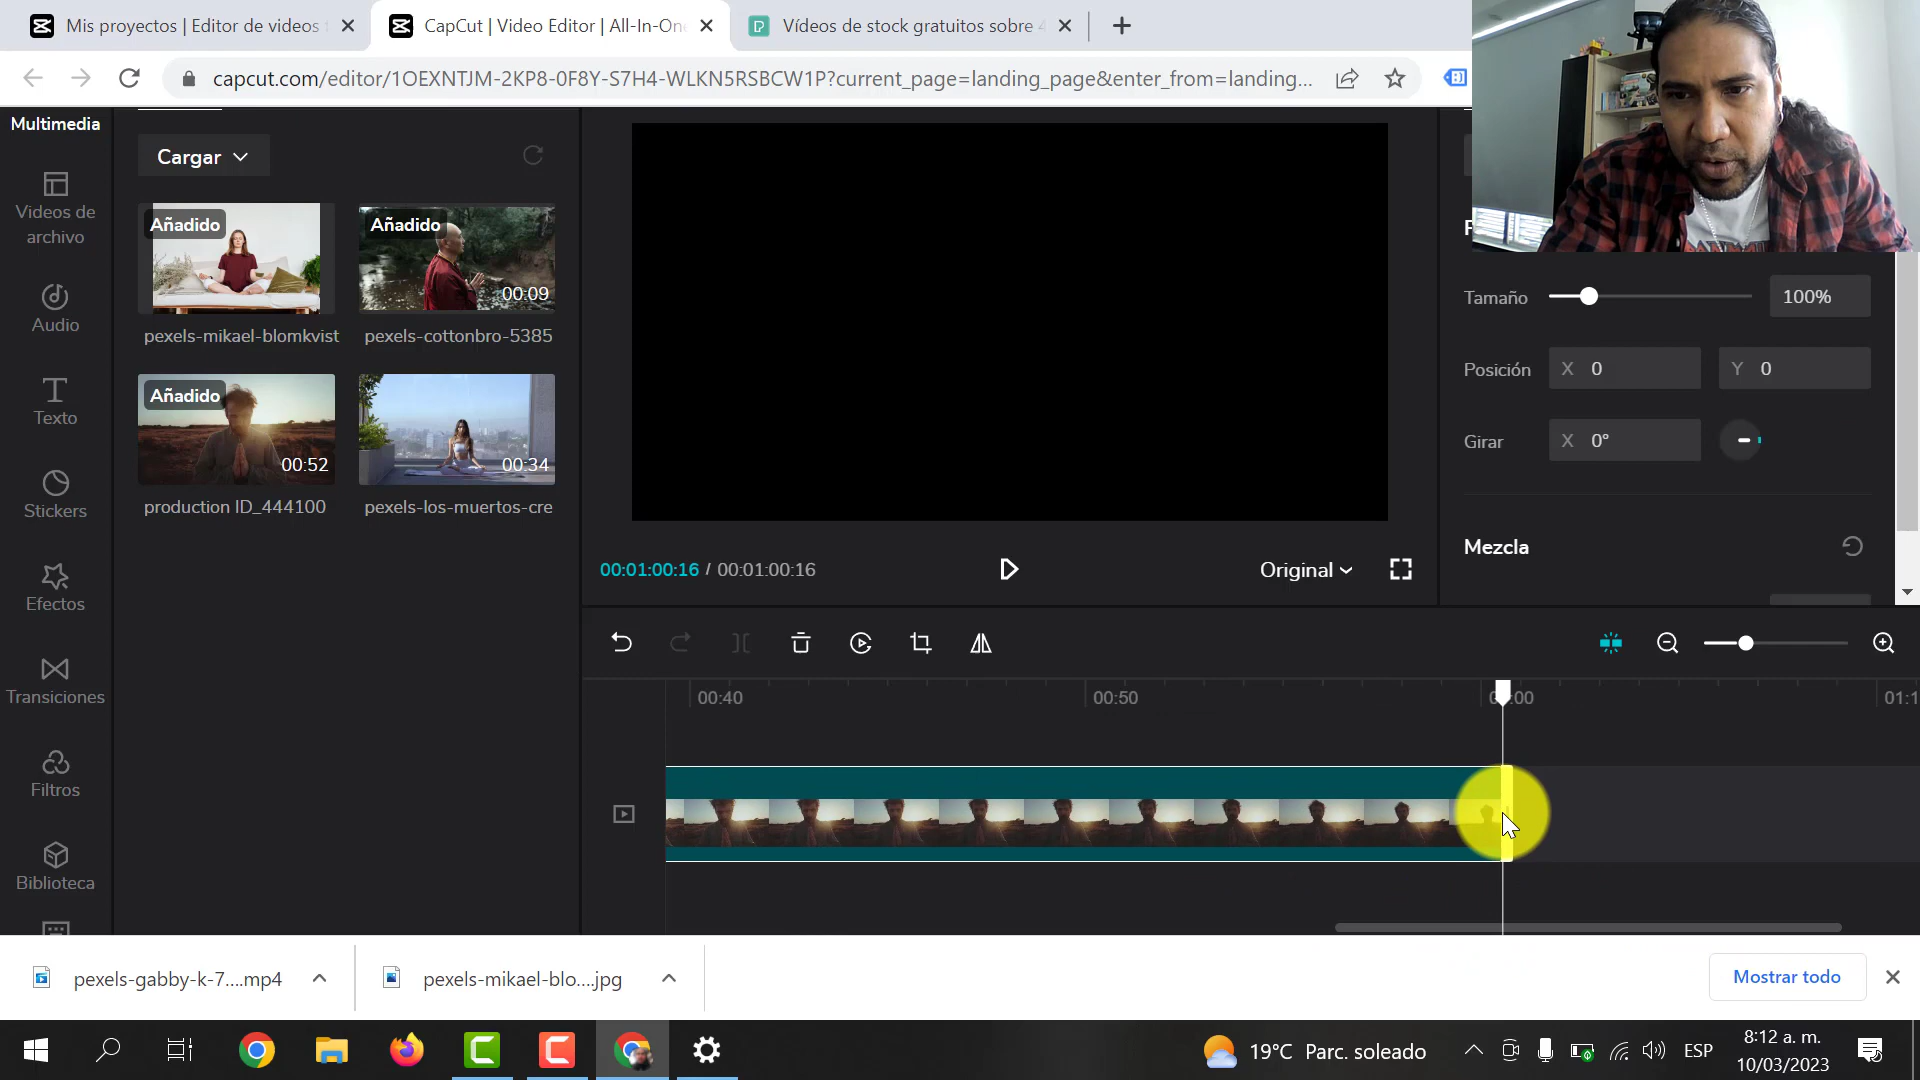 Mis proyectos | Editor de videos
CapCut | Video Editor | All-In-One
Vídeos de stock gratuitos sobre 4
capcut.com/editor/1OEXNTJM-2KP8-0F8Y-S7H4-WLKN5RSBCW1P?current_page=landing_page&enter_from=landing...
Multimedia
Cargar
Videos de
archivo
Audio
Texto
Stickers
Efectos
Transiciones
Filtros
Biblioteca
Añadido
pexels-mikael-blomkvist
Añadido
00:09
pexels-cottonbro-5385
Añadido
00:52
production ID_444100
00:34
pexels-los-muertos-cre
00:01:00:16 / 00:01:00:16
Original
Tamaño
100%
Posición
X 0
Y 0
Girar
X 0°
Mezcla
00:40
00:50
:00
01:1
pexels-gabby-k-7....mp4
pexels-mikael-blo....jpg
Mostrar todo
19°C Parc. soleado
ESP
8:12 a. m.
10/03/2023